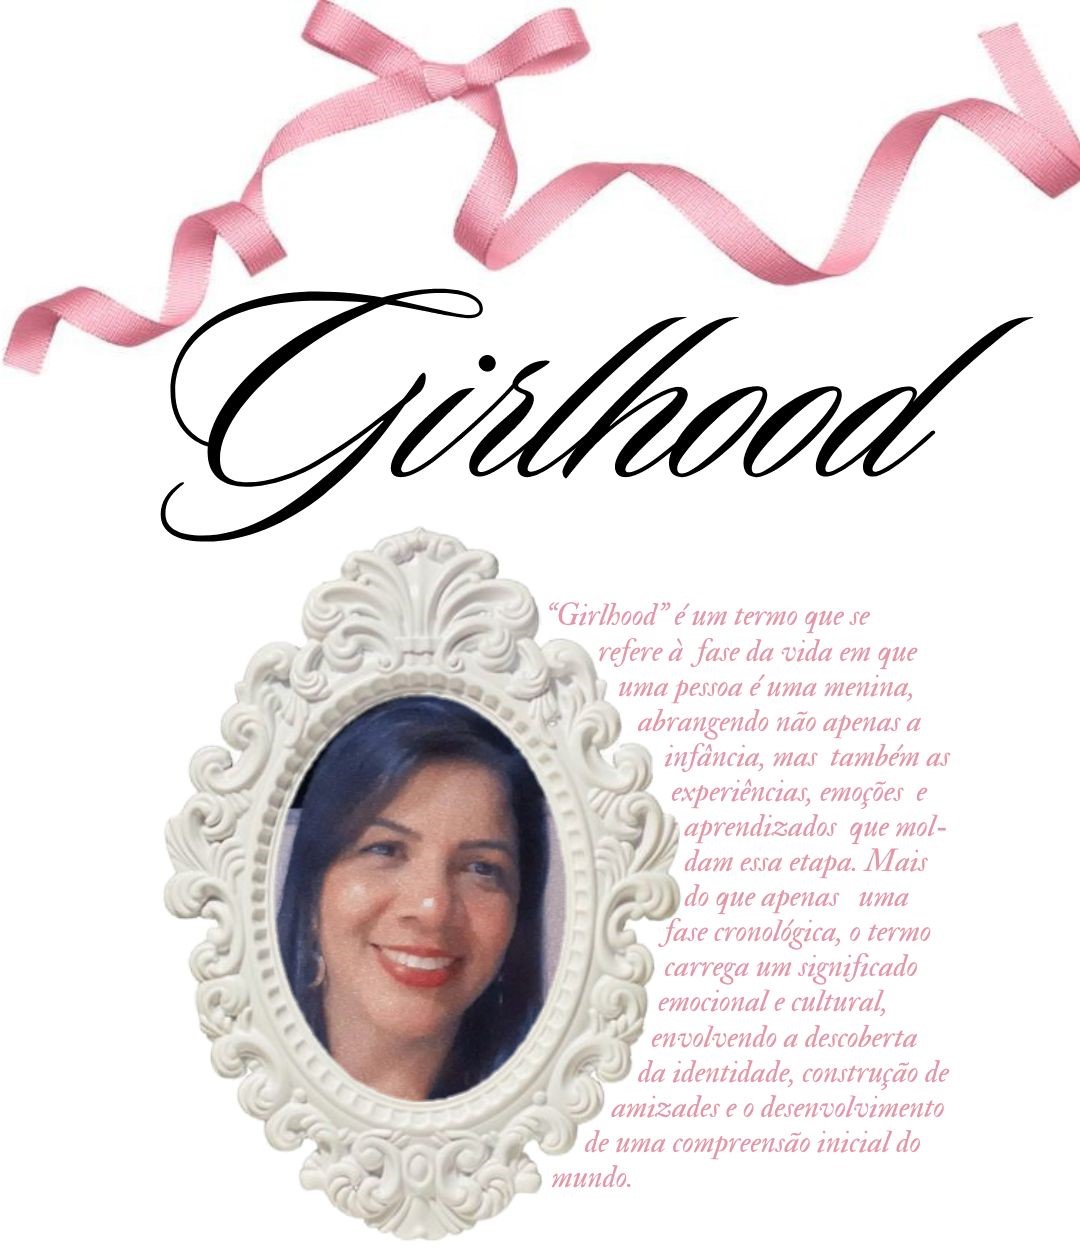 Girlhood
“Girlhood” é um termo que se
refere à fase da vida em que
uma pessoa é uma menina,
abrangendo não apenas a
infância, mas também as
experiências, emoções e
aprendizados que mol-
dam essa etapa. Mais
do que apenas uma
fase cronológica, o termo
carrega um significado
emocional e cultural,
envolvendo a descoberta
da identidade, construção de
amizades e o desenvolvimento
de uma compreensão inicial do
mundo.